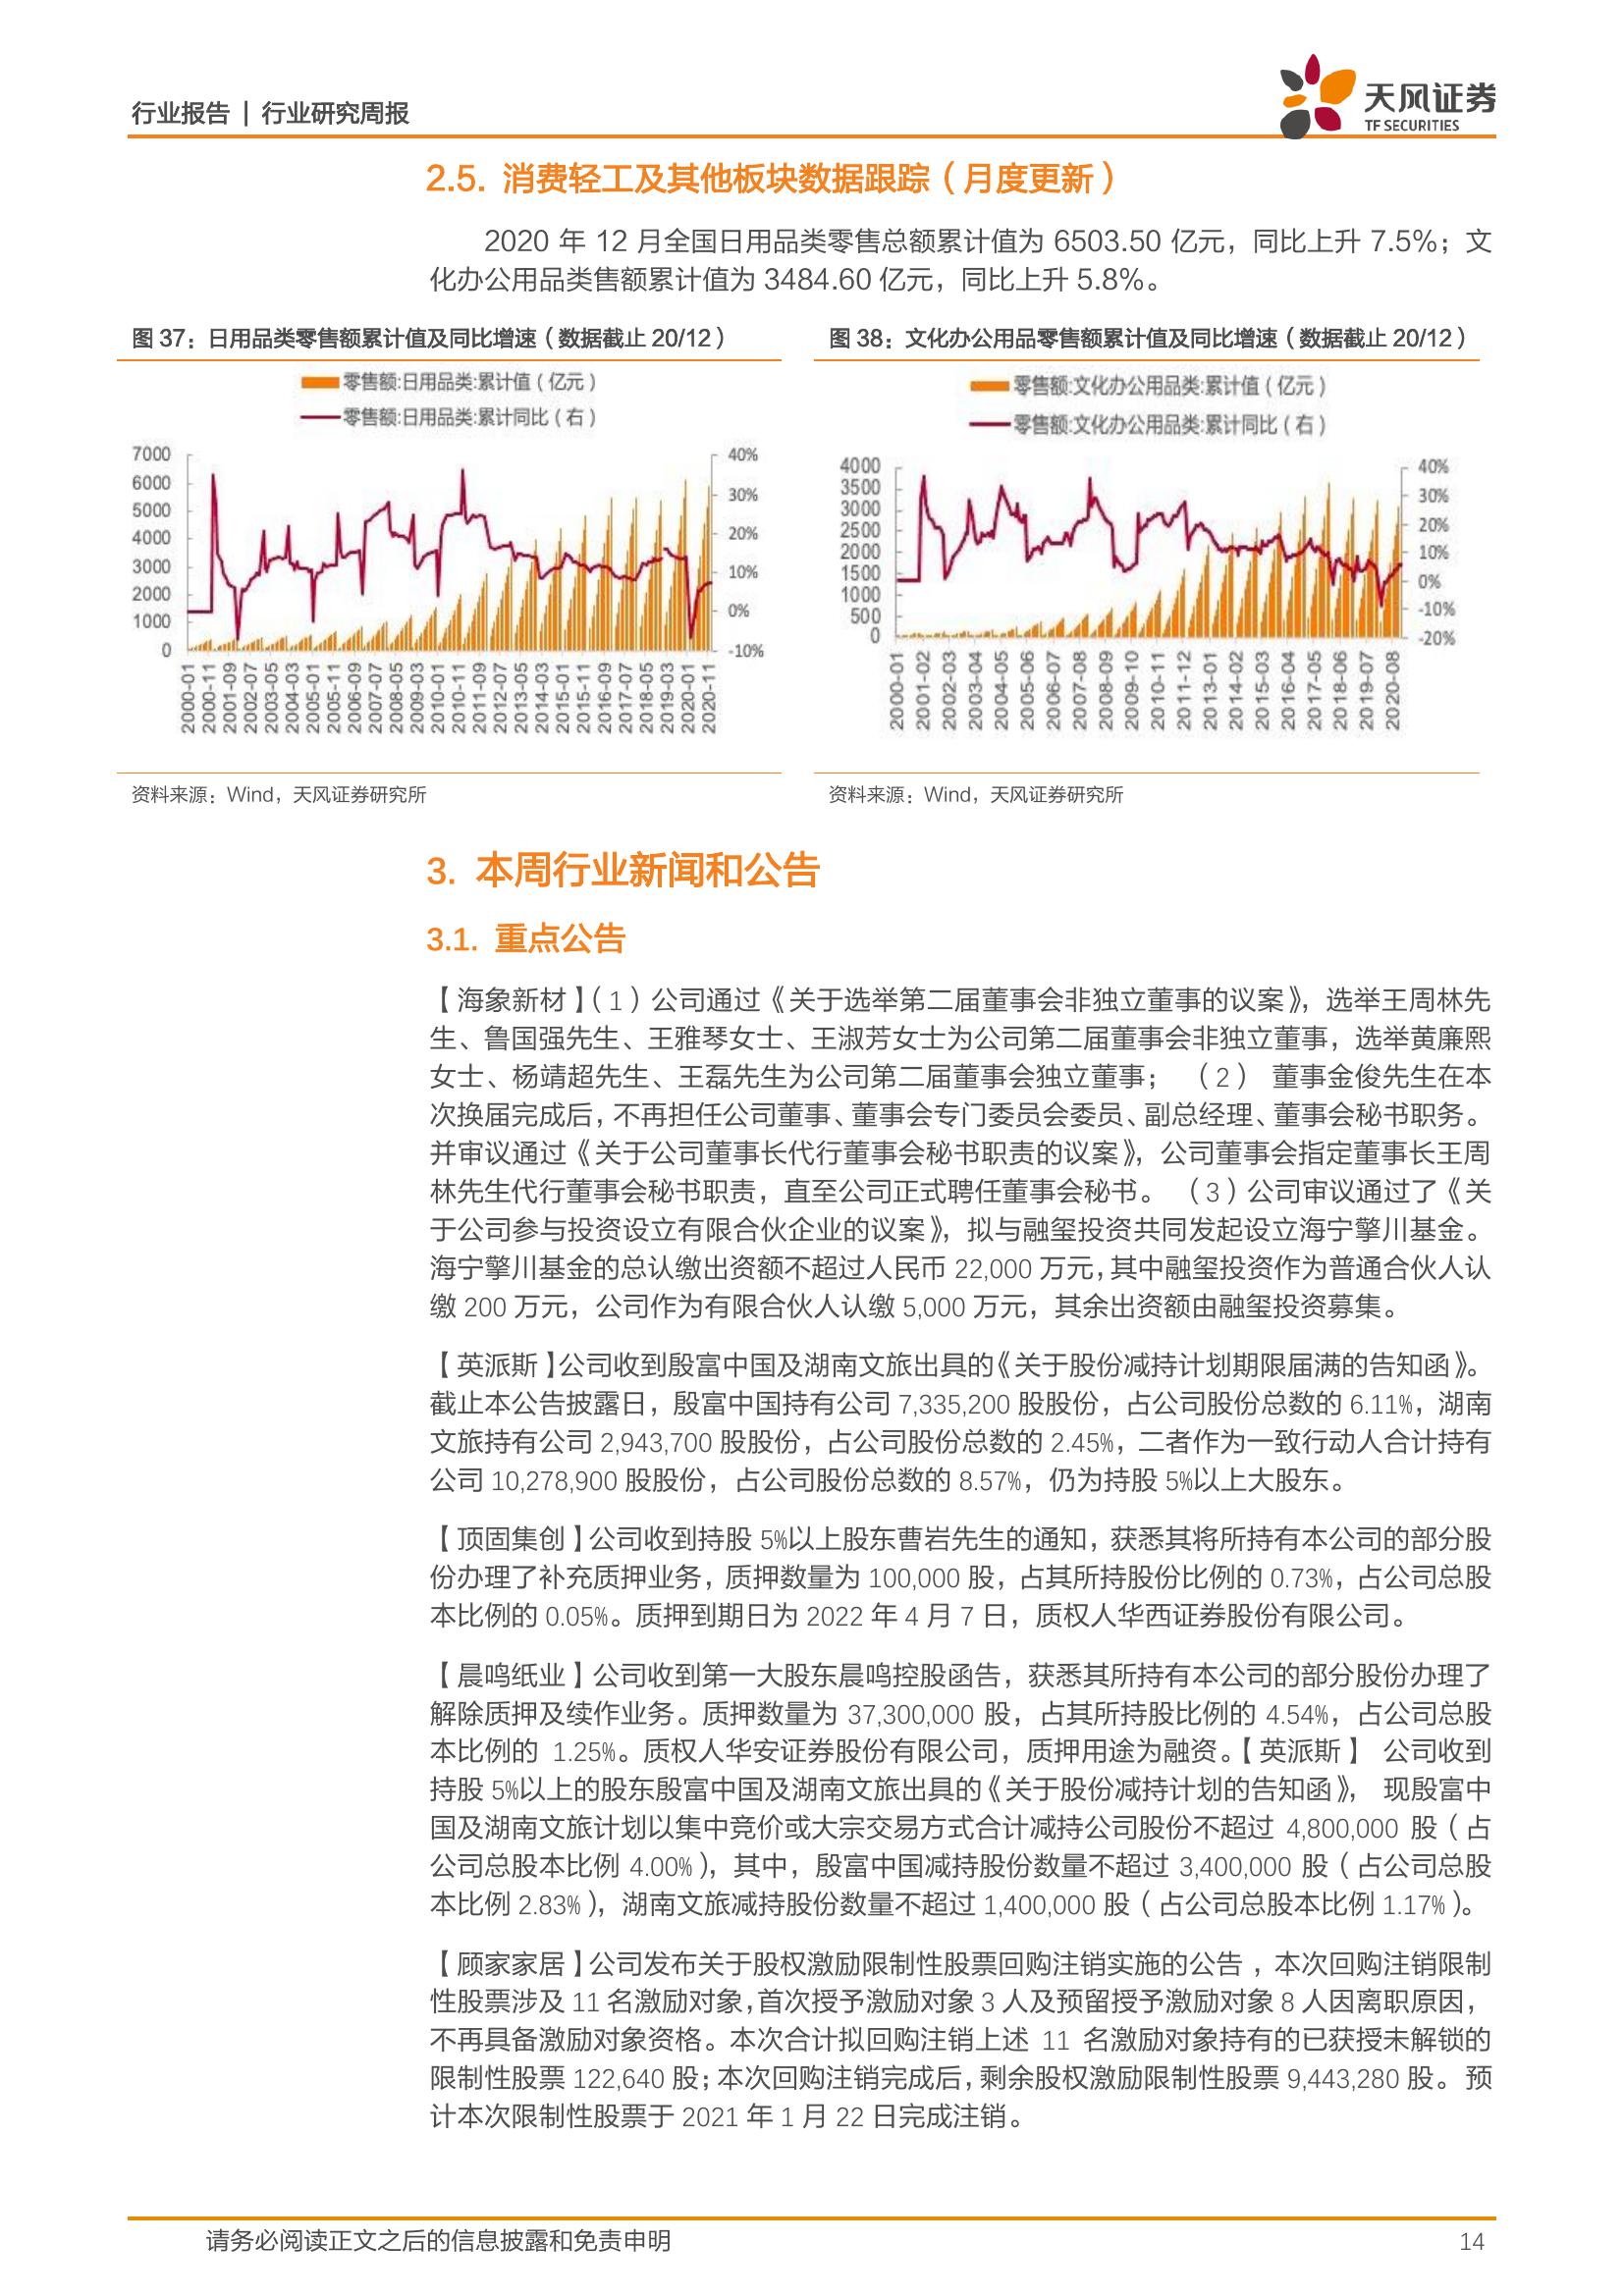 行业报告 | 行业研究周报
天风证券
TF SECURITIES
2.5. 消费轻工及其他板块数据跟踪（月度更新）
2020 年 12 月全国日用品类零售总额累计值为 6503.50 亿元，同比上升 7.5%；文
化办公用品类售额累计值为 3484.60 亿元，同比上升 5.8%。
图 37：日用品类零售额累计值及同比增速（数据截止 20/12）
零售额:日用品类:累计值（亿元）
零售额:日用品类:累计同比（右）
7000
6000
5000
4000
3000
2000
1000
0
40%
30%
20%
10%
0%
-10%
2000-01
2000-11
2001-09
2002-07
2003-05
2004-03
2005-01
2005-11
2006-09
2007-07
2008-05
2009-03
2010-01
2010-11
2011-09
2012-07
2013-05
2014-03
2015-01
2015-11
2016-09
2017-07
2018-05
2019-03
2020-01
2020-11
资料来源：Wind，天风证券研究所
图 38：文化办公用品零售额累计值及同比增速（数据截止 20/12）
零售额:文化办公用品类:累计值（亿元）
零售额:文化办公用品类:累计同比（右）
4000
3500
3000
2500
2000
1500
1000
500
0
40%
30%
20%
10%
0%
-10%
-20%
2000-01
2001-02
2002-03
2003-04
2004-05
2005-06
2006-07
2007-08
2008-09
2009-10
2010-11
2011-12
2013-01
2014-02
2015-03
2016-04
2017-05
2018-06
2019-07
2020-08
资料来源：Wind，天风证券研究所
3. 本周行业新闻和公告
3.1. 重点公告
【海象新材】（1）公司通过《关于选举第二届董事会非独立董事的议案》，选举王周林先
生、鲁国强先生、王雅琴女士、王淑芳女士为公司第二届董事会非独立董事，选举黄廉熙
女士、杨靖超先生、王磊先生为公司第二届董事会独立董事； （2） 董事金俊先生在本
次换届完成后，不再担任公司董事、董事会专门委员会委员、副总经理、董事会秘书职务。
并审议通过《关于公司董事长代行董事会秘书职责的议案》，公司董事会指定董事长王周
林先生代行董事会秘书职责，直至公司正式聘任董事会秘书。 （3）公司审议通过了《关
于公司参与投资设立有限合伙企业的议案》，拟与融玺投资共同发起设立海宁擎川基金。
海宁擎川基金的总认缴出资额不超过人民币 22,000 万元，其中融玺投资作为普通合伙人认
缴 200 万元，公司作为有限合伙人认缴 5,000 万元，其余出资额由融玺投资募集。
【英派斯】公司收到殷富中国及湖南文旅出具的《关于股份减持计划期限届满的告知函》。
截止本公告披露日，殷富中国持有公司 7,335,200 股股份，占公司股份总数的 6.11%，湖南
文旅持有公司 2,943,700 股股份，占公司股份总数的 2.45%，二者作为一致行动人合计持有
公司 10,278,900 股股份，占公司股份总数的 8.57%，仍为持股 5%以上大股东。
【顶固集创】公司收到持股 5%以上股东曹岩先生的通知，获悉其将所持有本公司的部分股
份办理了补充质押业务，质押数量为 100,000 股，占其所持股份比例的 0.73%，占公司总股
本比例的 0.05%。质押到期日为 2022 年 4 月 7 日，质权人华西证券股份有限公司。
【晨鸣纸业】公司收到第一大股东晨鸣控股函告，获悉其所持有本公司的部分股份办理了
解除质押及续作业务。质押数量为 37,300,000 股，占其所持股比例的 4.54%，占公司总股
本比例的 1.25%。质权人华安证券股份有限公司，质押用途为融资。【英派斯】 公司收到
持股 5%以上的股东殷富中国及湖南文旅出具的《关于股份减持计划的告知函》， 现殷富中
国及湖南文旅计划以集中竞价或大宗交易方式合计减持公司股份不超过 4,800,000 股（占
公司总股本比例 4.00%），其中，殷富中国减持股份数量不超过 3,400,000 股（占公司总股
本比例 2.83%），湖南文旅减持股份数量不超过 1,400,000 股（占公司总股本比例 1.17%）。
【顾家家居】公司发布关于股权激励限制性股票回购注销实施的公告，本次回购注销限制
性股票涉及 11 名激励对象，首次授予激励对象 3 人及预留授予激励对象 8 人因离职原因，
不再具备激励对象资格。本次合计拟回购注销上述 11 名激励对象持有的已获授未解锁的
限制性股票 122,640 股；本次回购注销完成后，剩余股权激励限制性股票 9,443,280 股。预
计本次限制性股票于 2021 年 1 月 22 日完成注销。
请务必阅读正文之后的信息披露和免责申明
14